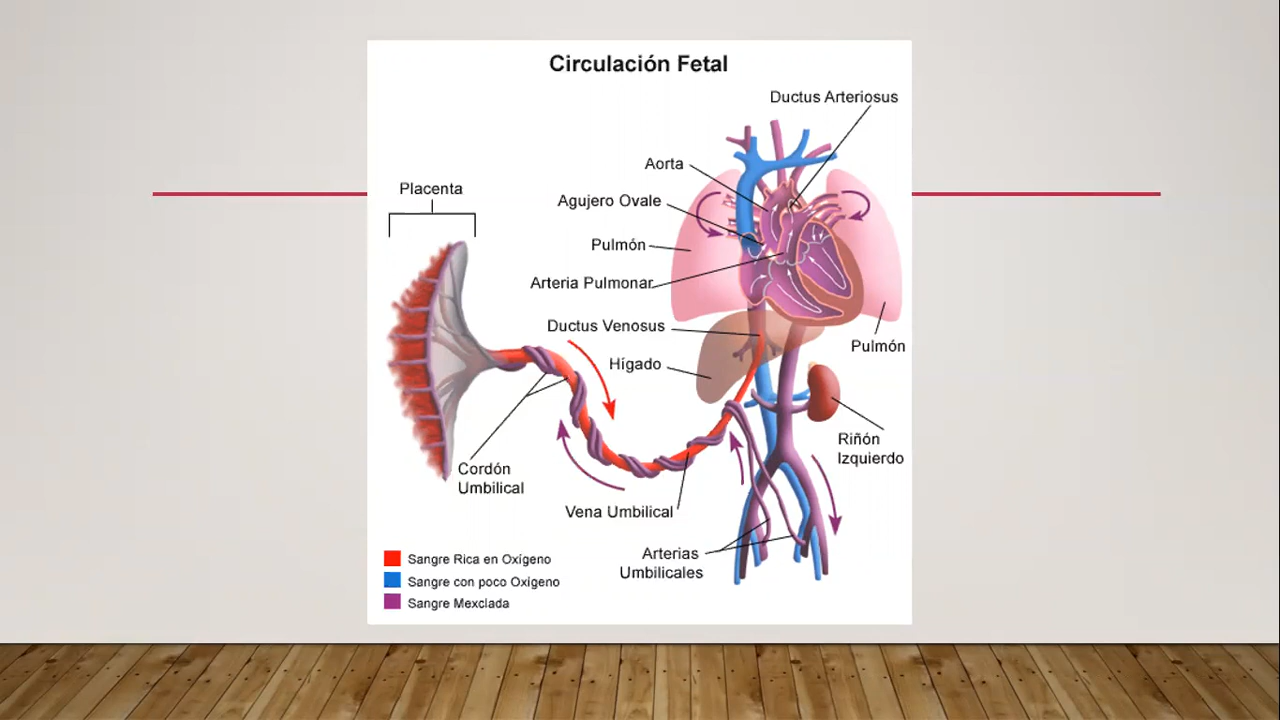 Circulación Fetal
Ductus Arteriosus
Aorta
Placenta
Agujero Ovale
Pulmón
Arteria Pulmonar
Ductus Venosus
Pulmón
Hígado
Riñón
Izquierdo
Cordón
Umbilical
Vena Umbilical
Arterias
Umbilicales
Sangre Rica en Oxígeno
Sangre con poco Oxígeno
Sangre Mexclada